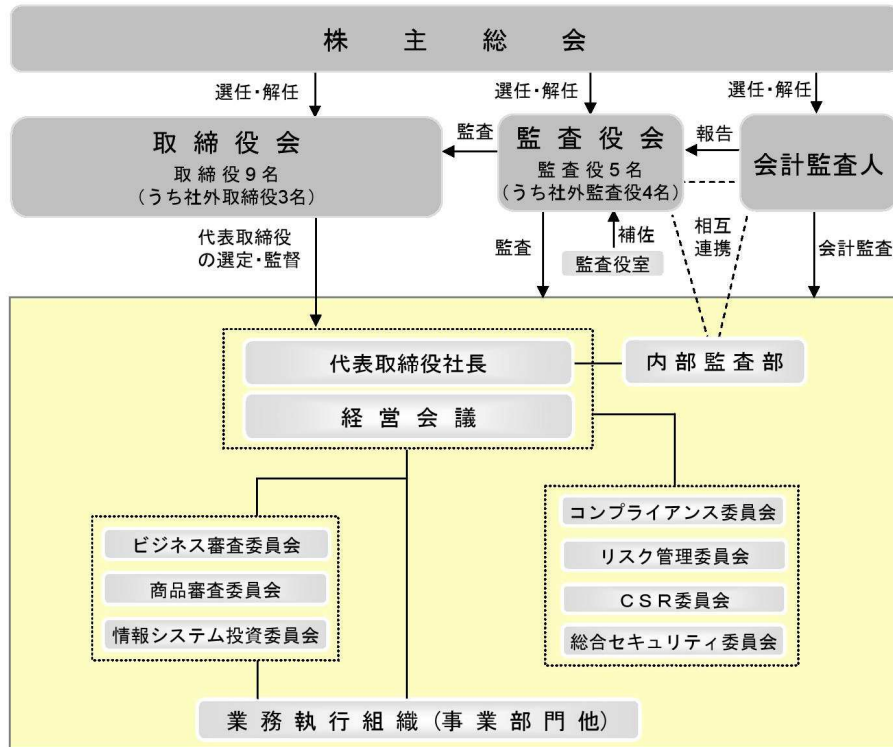 株主総会
選任・解任
選任・解任
選任・解任
取締役会
取締役9名
(うち社外取締役3名)
監査
監査役会
監査役5名
(うち社外監査役4名)
報告
会計監査人
代表取締役
の選定・監督
監査
補佐
監査役室
相互
連携
会計監査
代表取締役社長
内部監査部
経営会議
ビジネス審査委員会
商品審査委員会
情報システム投資委員会
コンプライアンス委員会
リスク管理委員会
CSR委員会
総合セキュリティ委員会
業務執行組織(事業部門他)